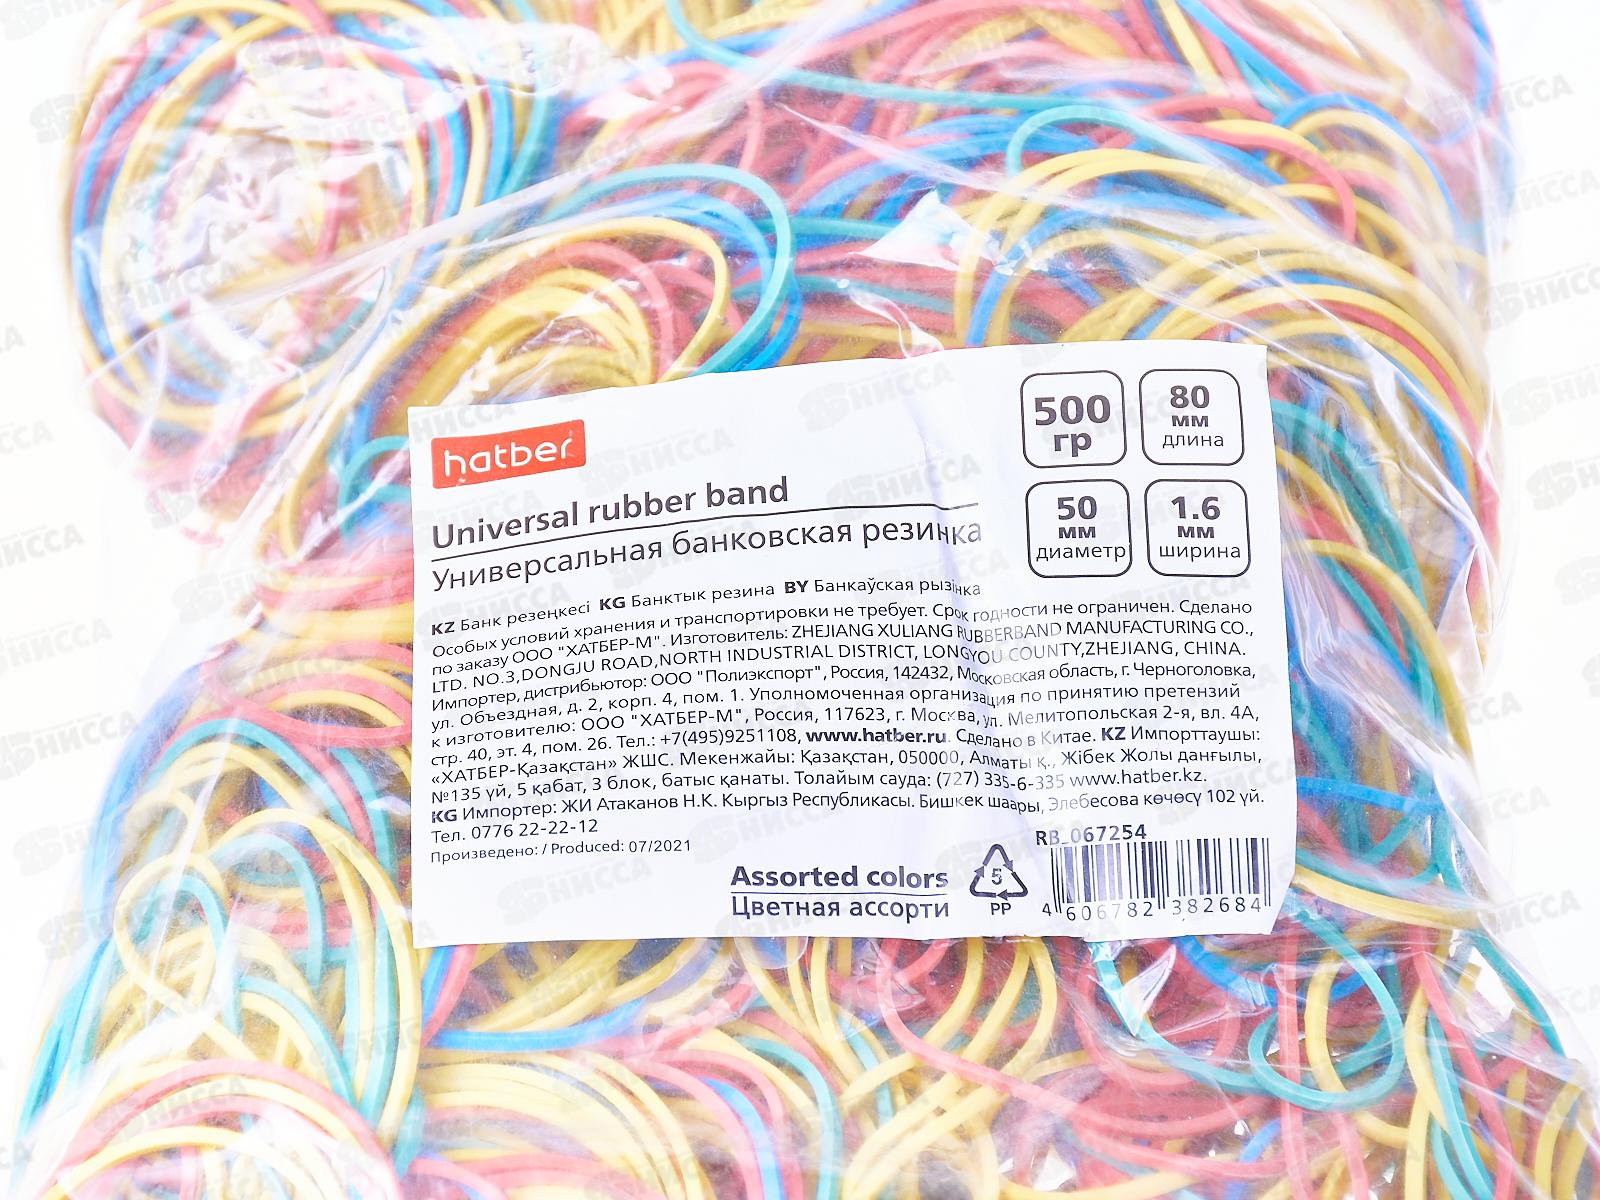 hatber
Universal rubber band
Универсальная банковская резинка
500
гр
80
мм
длина
50
мм
диаметр
1.6
мм
ширина
KZ Банк резеңкесі KG Банктык резина BY Банкаўская рызінка
Особых условий хранения и транспортировки не требует. Срок годности не ограничен. Сделано
по заказу ООО "ХАТБЕР-М". Изготовитель: ZHEJIANG XULIANG RUBBERBAND MANUFACTURING CO.,
LTD. NO.3,DONGJU ROAD,NORTH INDUSTRIAL DISTRICT, LONGYOU COUNTY,ZHEJIANG, CHINA.
Импортер, дистрибьютор: ООО "Полиэкспорт", Россия, 142432, Московская область, г. Черноголовка,
ул. Объездная, д. 2, корп. 4, пом. 1. Уполномоченная организация по принятию претензий
к изготовителю: ООО "ХАТБЕР-М", Россия, 117623, г. Москва, ул. Мелитопольская 2-я, вл. 4А,
стр. 40, эт. 4, пом. 26. Тел.: +7(495)9251108, www.hatber.ru. Сделано в Китае. KZ Импорттаушы:
«ХАТБЕР-Қазақстан» ЖШС. Мекенжайы: Қазақстан, 050000, Алматы қ., Жібек Жолы даңғылы,
№135 үй, 5 қабат, 3 блок, батыс қанаты. Толайым сауда: (727) 335-6-335 www.hatber.kz.
KG Импортер: ЖИ Атаканов Н.К. Кыргыз Республикасы. Бишкек шаары, Элебесова көчөсү 102 үй.
Тел. 0776 22-22-12
Произведено: / Produced: 07/2021
Assorted colors
Цветная ассорти
5
PP
RB_067254
4 606782 382684
НИССА